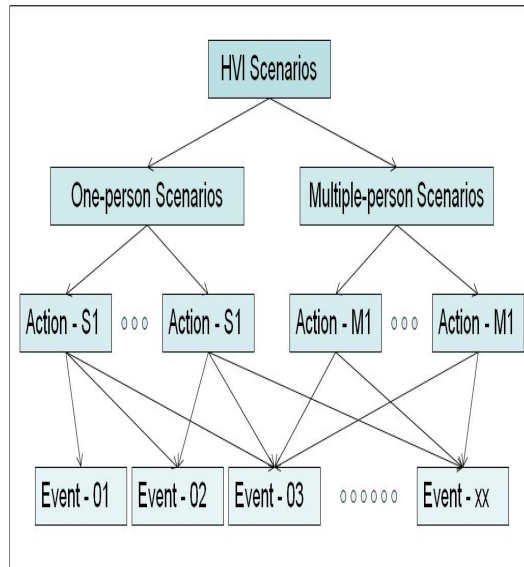 HVI Scenarios
One-person Scenarios
Multiple-person Scenarios
Action - S1
Action - S1
Action - M1
Action - M1
Event - 01
Event - 02
Event - 03
Event - xx